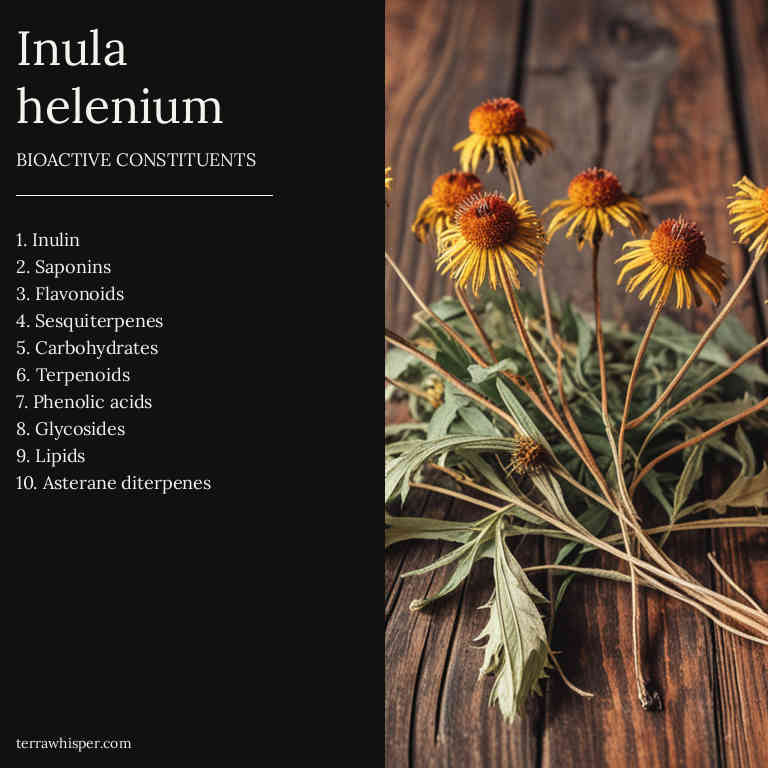 Inula
helenium
BIOACTIVE CONSTITUENTS
1. Inulin
2. Saponins
3. Flavonoids
4. Sesquiterpenes
5. Carbohydrates
6. Terpenoids
7. Phenolic acids
8. Glycosides
9. Lipids
10. Asterane diterpenes
terrawhisper.com